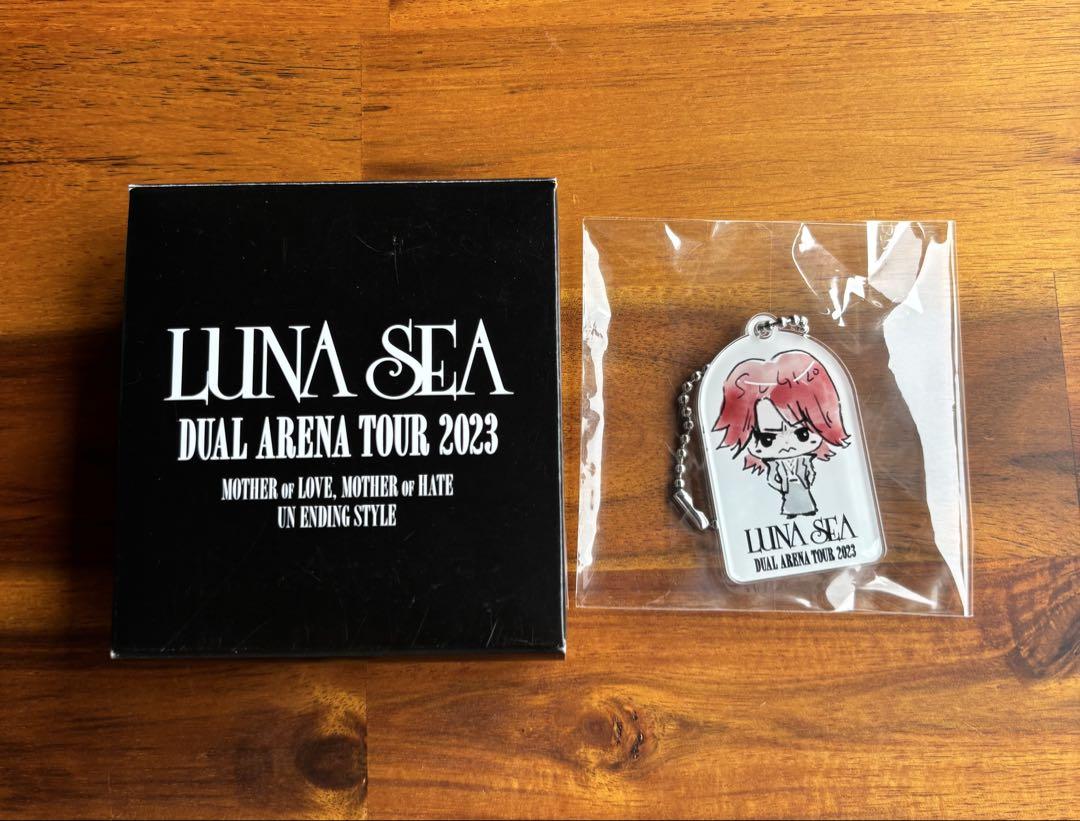 LUNA SEA
DUAL ARENA TOUR 2023
MOTHER OF LOVE, MOTHER OF HATE
UN ENDING STYLE
SUGIZO
LUNA SEA
DUAL ARENA TOUR 2023